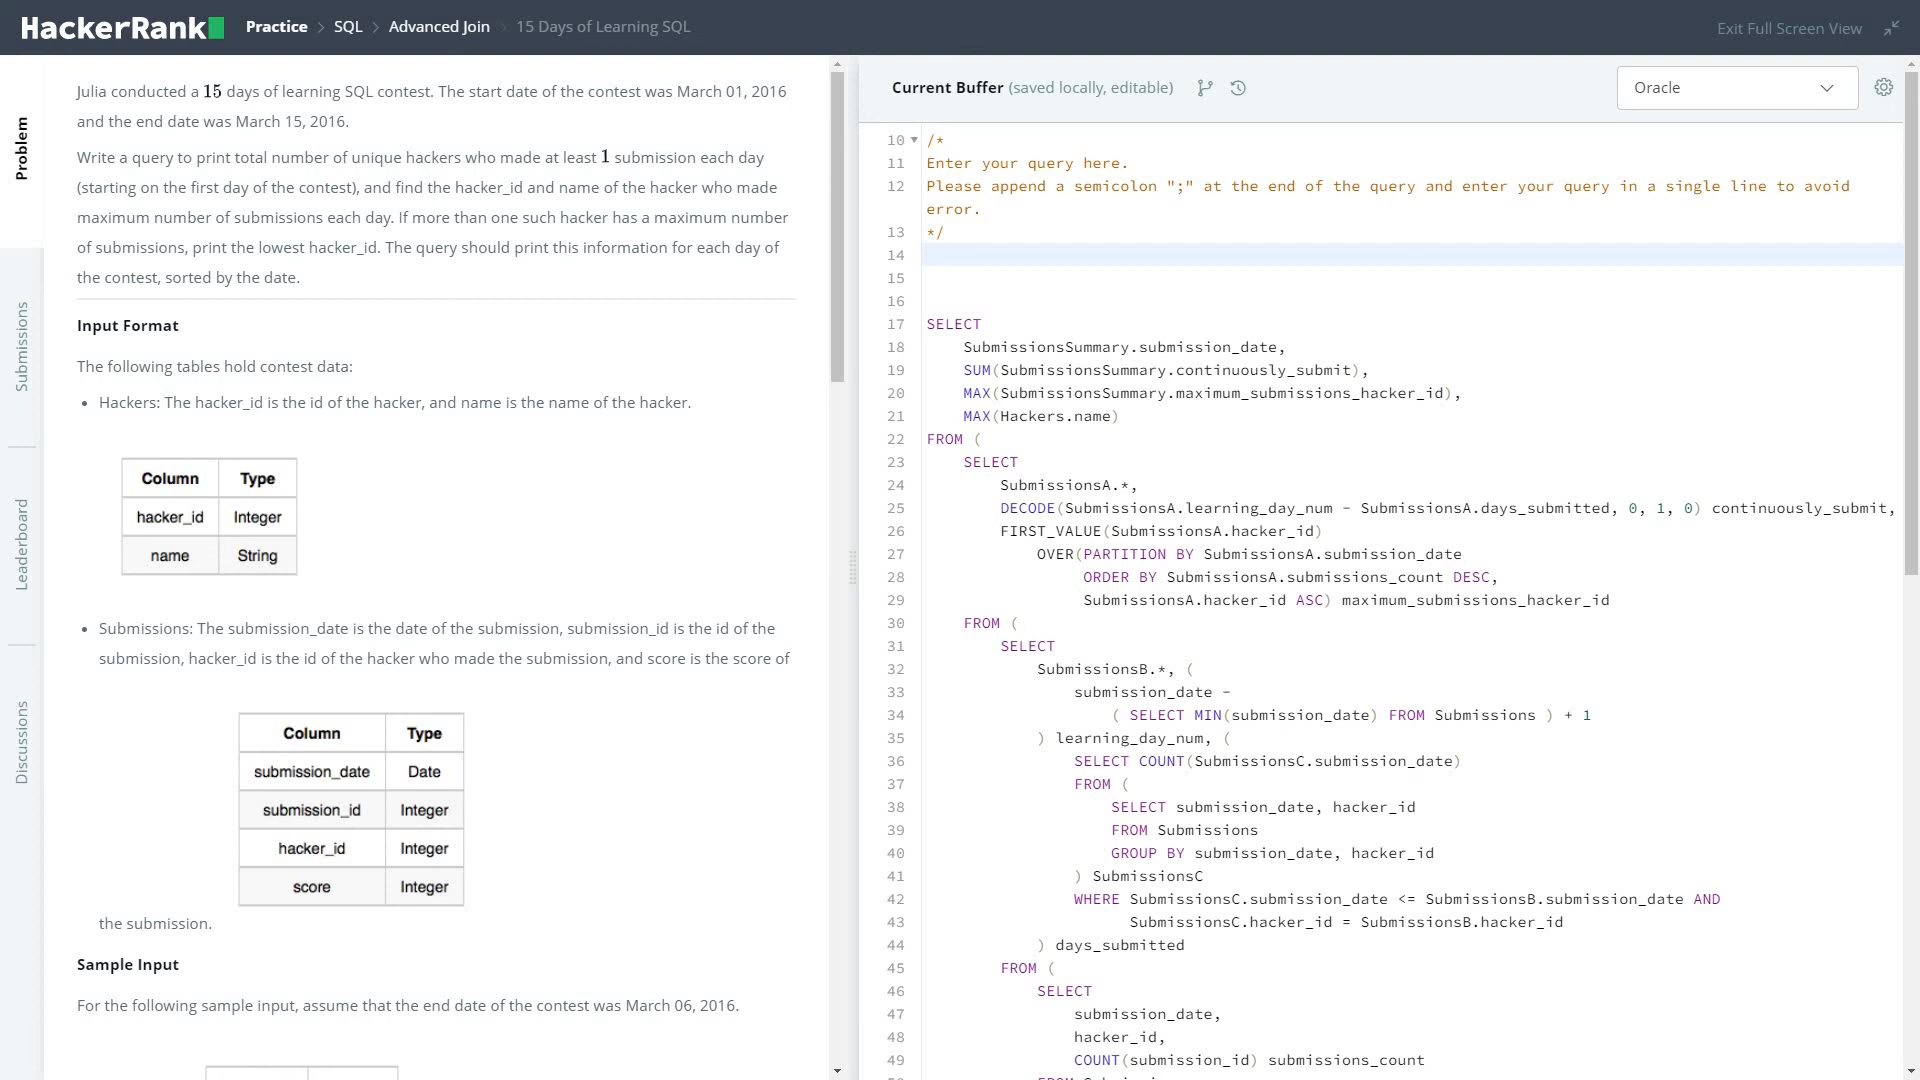 HackerRank
Practice > SQL > Advanced Join > 15 Days of Learning SQL
Exit Full Screen View
Problem
Submissions
Leaderboard
Discussions
Julia conducted a 15 days of learning SQL contest. The start date of the contest was March 01, 2016
and the end date was March 15, 2016.
Write a query to print total number of unique hackers who made at least 1 submission each day
(starting on the first day of the contest), and find the hacker_id and name of the hacker who made
maximum number of submissions each day. If more than one such hacker has a maximum number
of submissions, print the lowest hacker_id. The query should print this information for each day of
the contest, sorted by the date.
Input Format
The following tables hold contest data:
• Hackers: The hacker_id is the id of the hacker, and name is the name of the hacker.
Column Type
hacker_id Integer
name String
• Submissions: The submission_date is the date of the submission, submission_id is the id of the
submission, hacker_id is the id of the hacker who made the submission, and score is the score of
Column Type
submission_date Date
submission_id Integer
hacker_id Integer
score Integer
the submission.
Sample Input
For the following sample input, assume that the end date of the contest was March 06, 2016.
Current Buffer (saved locally, editable)
Oracle
10 /*
11 Enter your query here.
12 Please append a semicolon ";" at the end of the query and enter your query in a single line to avoid
error.
13 */
14
15
16
17 SELECT
18 SubmissionsSummary.submission_date,
19 SUM(SubmissionsSummary.continuously_submit),
20 MAX(SubmissionsSummary.maximum_submissions_hacker_id),
21 MAX(Hackers.name)
22 FROM (
23 SELECT
24 SubmissionsA.*,
25 DECODE(SubmissionsA.learning_day_num - SubmissionsA.days_submitted, 0, 1, 0) continuously_submit,
26 FIRST_VALUE(SubmissionsA.hacker_id)
27 OVER(PARTITION BY SubmissionsA.submission_date
28 ORDER BY SubmissionsA.submissions_count DESC,
29 SubmissionsA.hacker_id ASC) maximum_submissions_hacker_id
30 FROM (
31 SELECT
32 SubmissionsB.*, (
33 submission_date -
34 ( SELECT MIN(submission_date) FROM Submissions ) + 1
35 ) learning_day_num, (
36 SELECT COUNT(SubmissionsC.submission_date)
37 FROM (
38 SELECT submission_date, hacker_id
39 FROM Submissions
40 GROUP BY submission_date, hacker_id
41 ) SubmissionsC
42 WHERE SubmissionsC.submission_date <= SubmissionsB.submission_date AND
43 SubmissionsC.hacker_id = SubmissionsB.hacker_id
44 ) days_submitted
45 FROM (
46 SELECT
47 submission_date,
48 hacker_id,
49 COUNT(submission_id) submissions_count